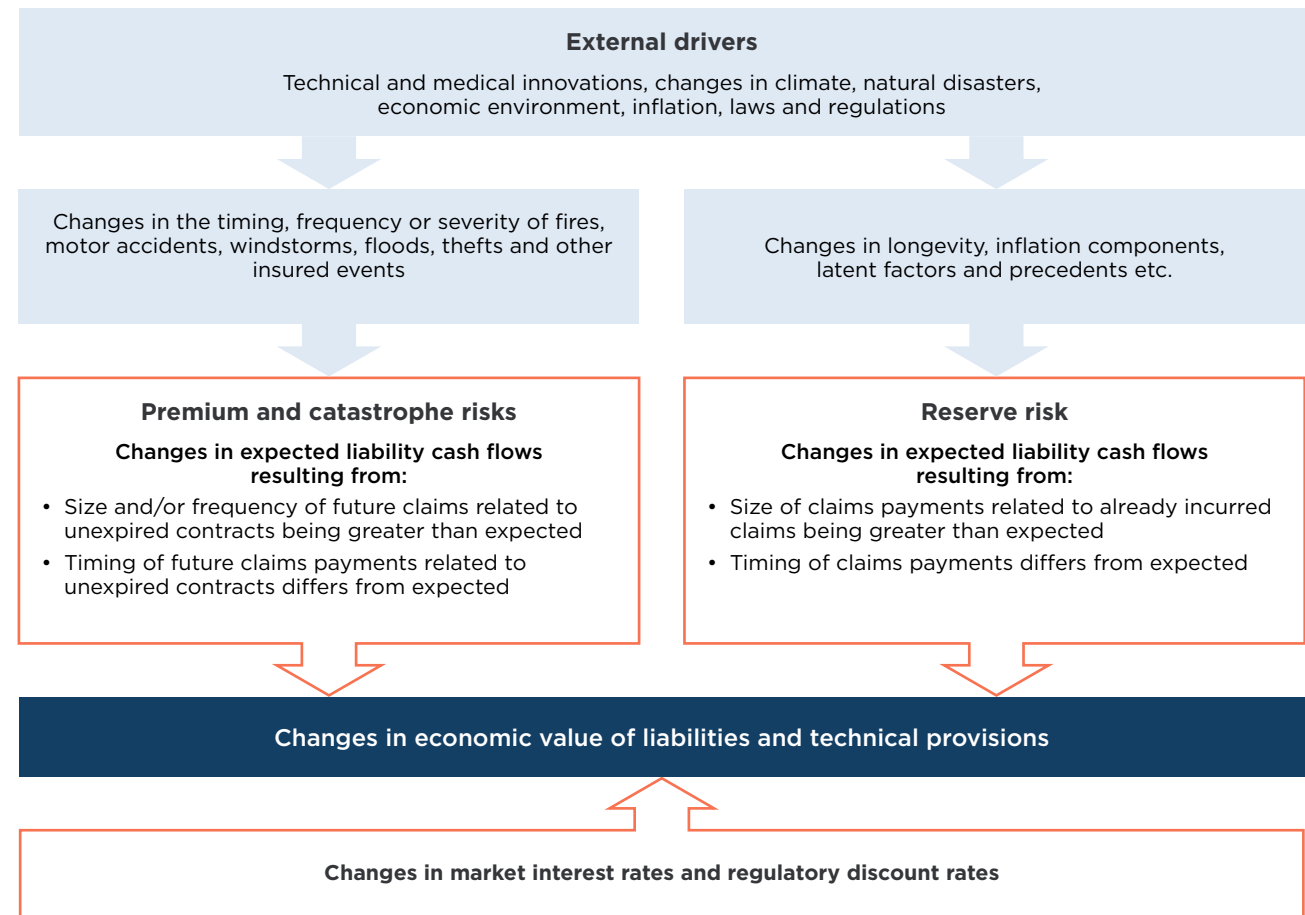 External drivers
Technical and medical innovations, changes in climate, natural disasters,
economic environment, inflation, laws and regulations
Changes in the timing, frequency or severity of fires,
motor accidents, windstorms, floods, thefts and other
insured events
Changes in longevity, inflation components,
latent factors and precedents etc.
Premium and catastrophe risks
Changes in expected liability cash flows
resulting from:
• Size and/or frequency of future claims related to
unexpired contracts being greater than expected
• Timing of future claims payments related to
unexpired contracts differs from expected
Reserve risk
Changes in expected liability cash flows
resulting from:
• Size of claims payments related to already incurred
claims being greater than expected
• Timing of claims payments differs from expected
Changes in economic value of liabilities and technical provisions
Changes in market interest rates and regulatory discount rates